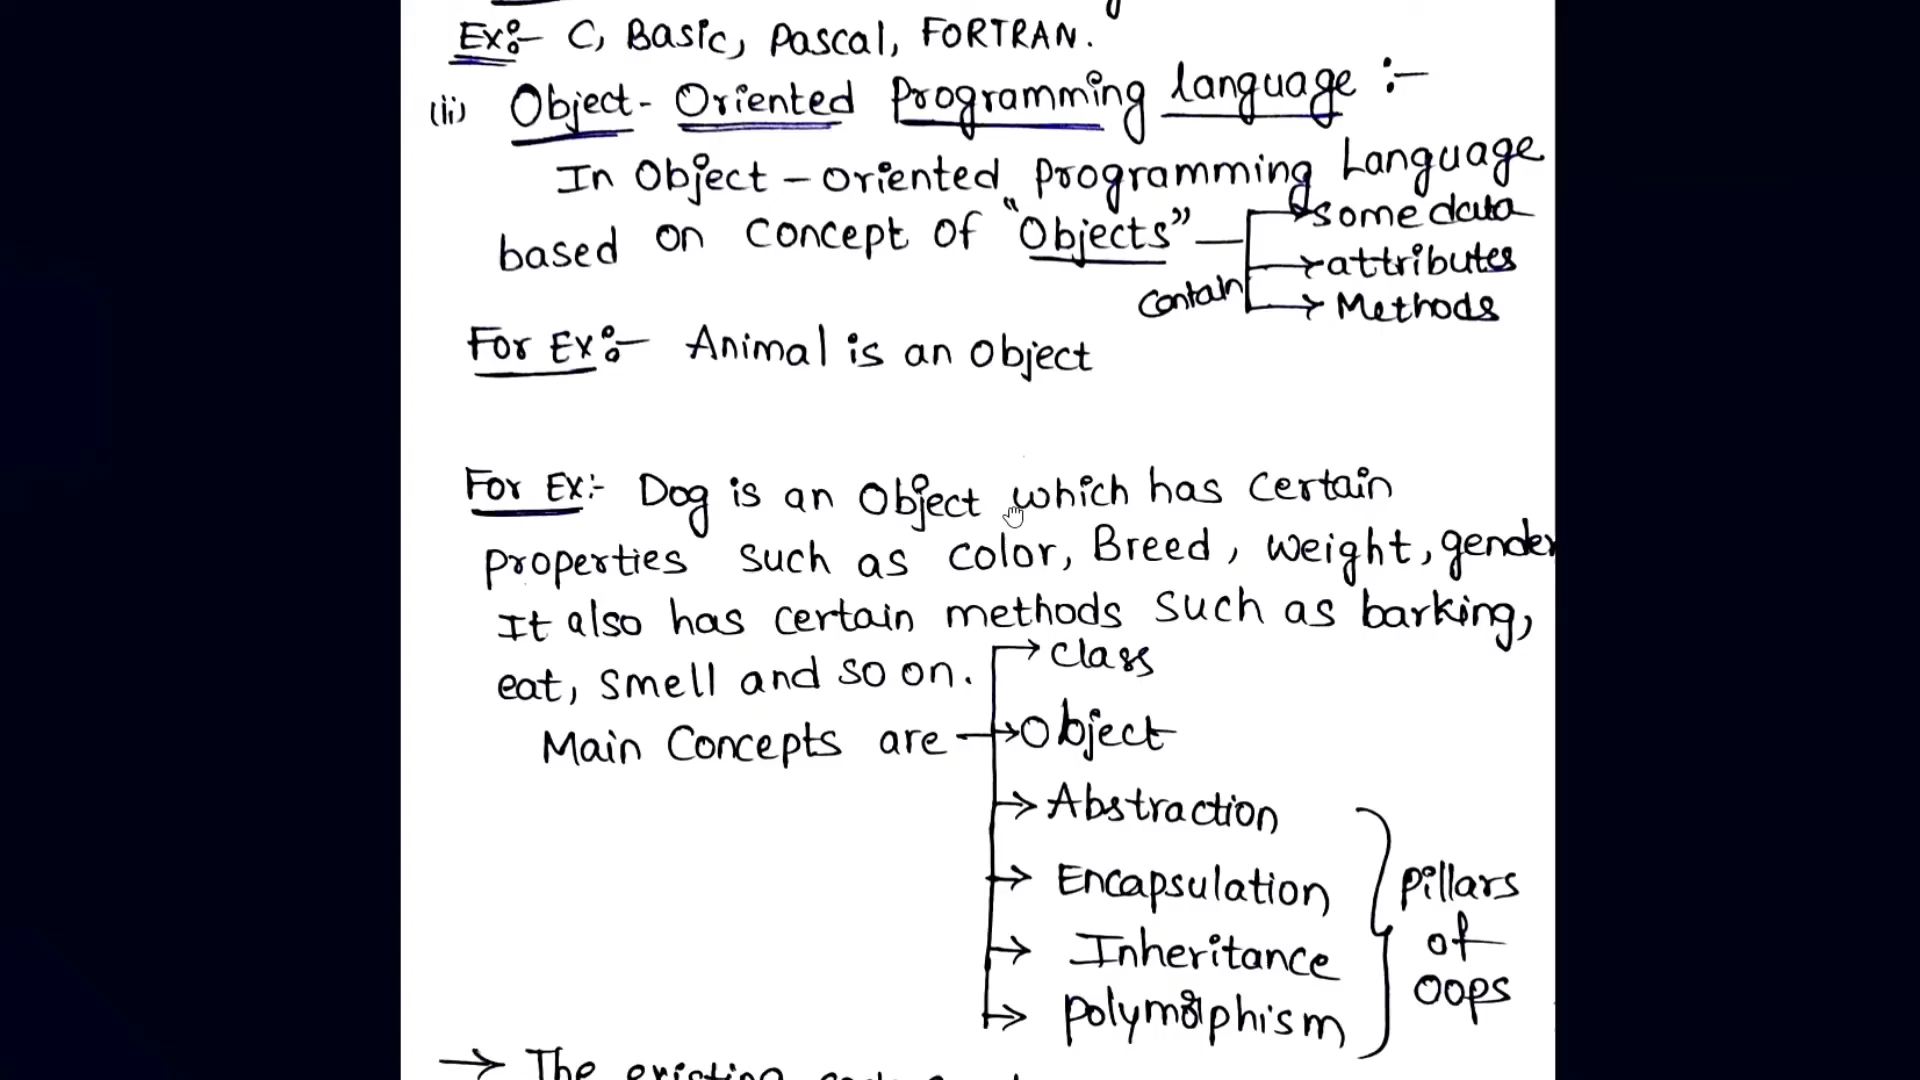 Ex:- C, Basic, Pascal, FORTRAN.
(ii) Object - Oriented Programming language :-
In Object - oriented Programming Language
based on concept of "Objects" —
contain
some data
attributes
Methods
For Ex:- Animal is an object
For Ex:- Dog is an Object which has certain
properties such as color, Breed, weight, gender
It also has certain methods such as barking,
eat, smell and so on.
Main Concepts are
→ class
→ Object
→ Abstraction
→ Encapsulation
→ Inheritance
→ Polymorphism
Pillars
of
OOPS
→ The existing